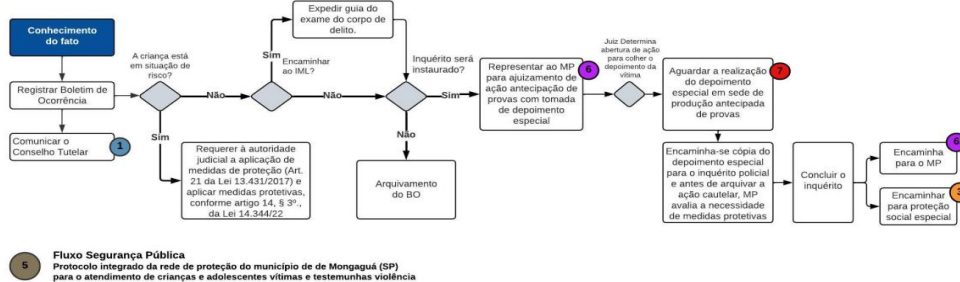 Conhecimento
do fato
Registrar Boletim de
Ocorrência
Comunicar o
Conselho Tutelar
1
A criança está
em situação de
risco?
Não
Sim
Requerer à autoridade
judicial a aplicação de
medidas de proteção (Art.
21 da Lei 13.431/2017) e
aplicar medidas protetivas,
conforme artigo 14, § 3º.,
da Lei 14.344/22
Encaminar
ao IML?
Sim
Expedir guia do
exame do corpo de
delito.
Não
Inquérito será
instaurado?
Sim
Não
Arquivamento
do BO
Representar ao MP
para ajuizamento de
ação antecipação de
provas com tomada
de depoimento
especial
6
Juiz Determina
abertura de ação
para colher o
depoimento da
vítima
Aguardar a realização
do depoimento
especial em sede de
produção antecipada
de provas
7
Encaminha-se cópia do
depoimento especial
para o inquérito policial
e antes de arquivar a
ação cautelar, MP
avalia a necessidade
de medidas protetivas
Concluir o
inquérito
Encaminha
para o MP
6
Encaminhar
para proteção
social especial
3
5
Fluxo Segurança Pública
Protocolo integrado da rede de proteção do município de de Mongaguá (SP)
para o atendimento de crianças e adolescentes vítimas e testemunhas violência